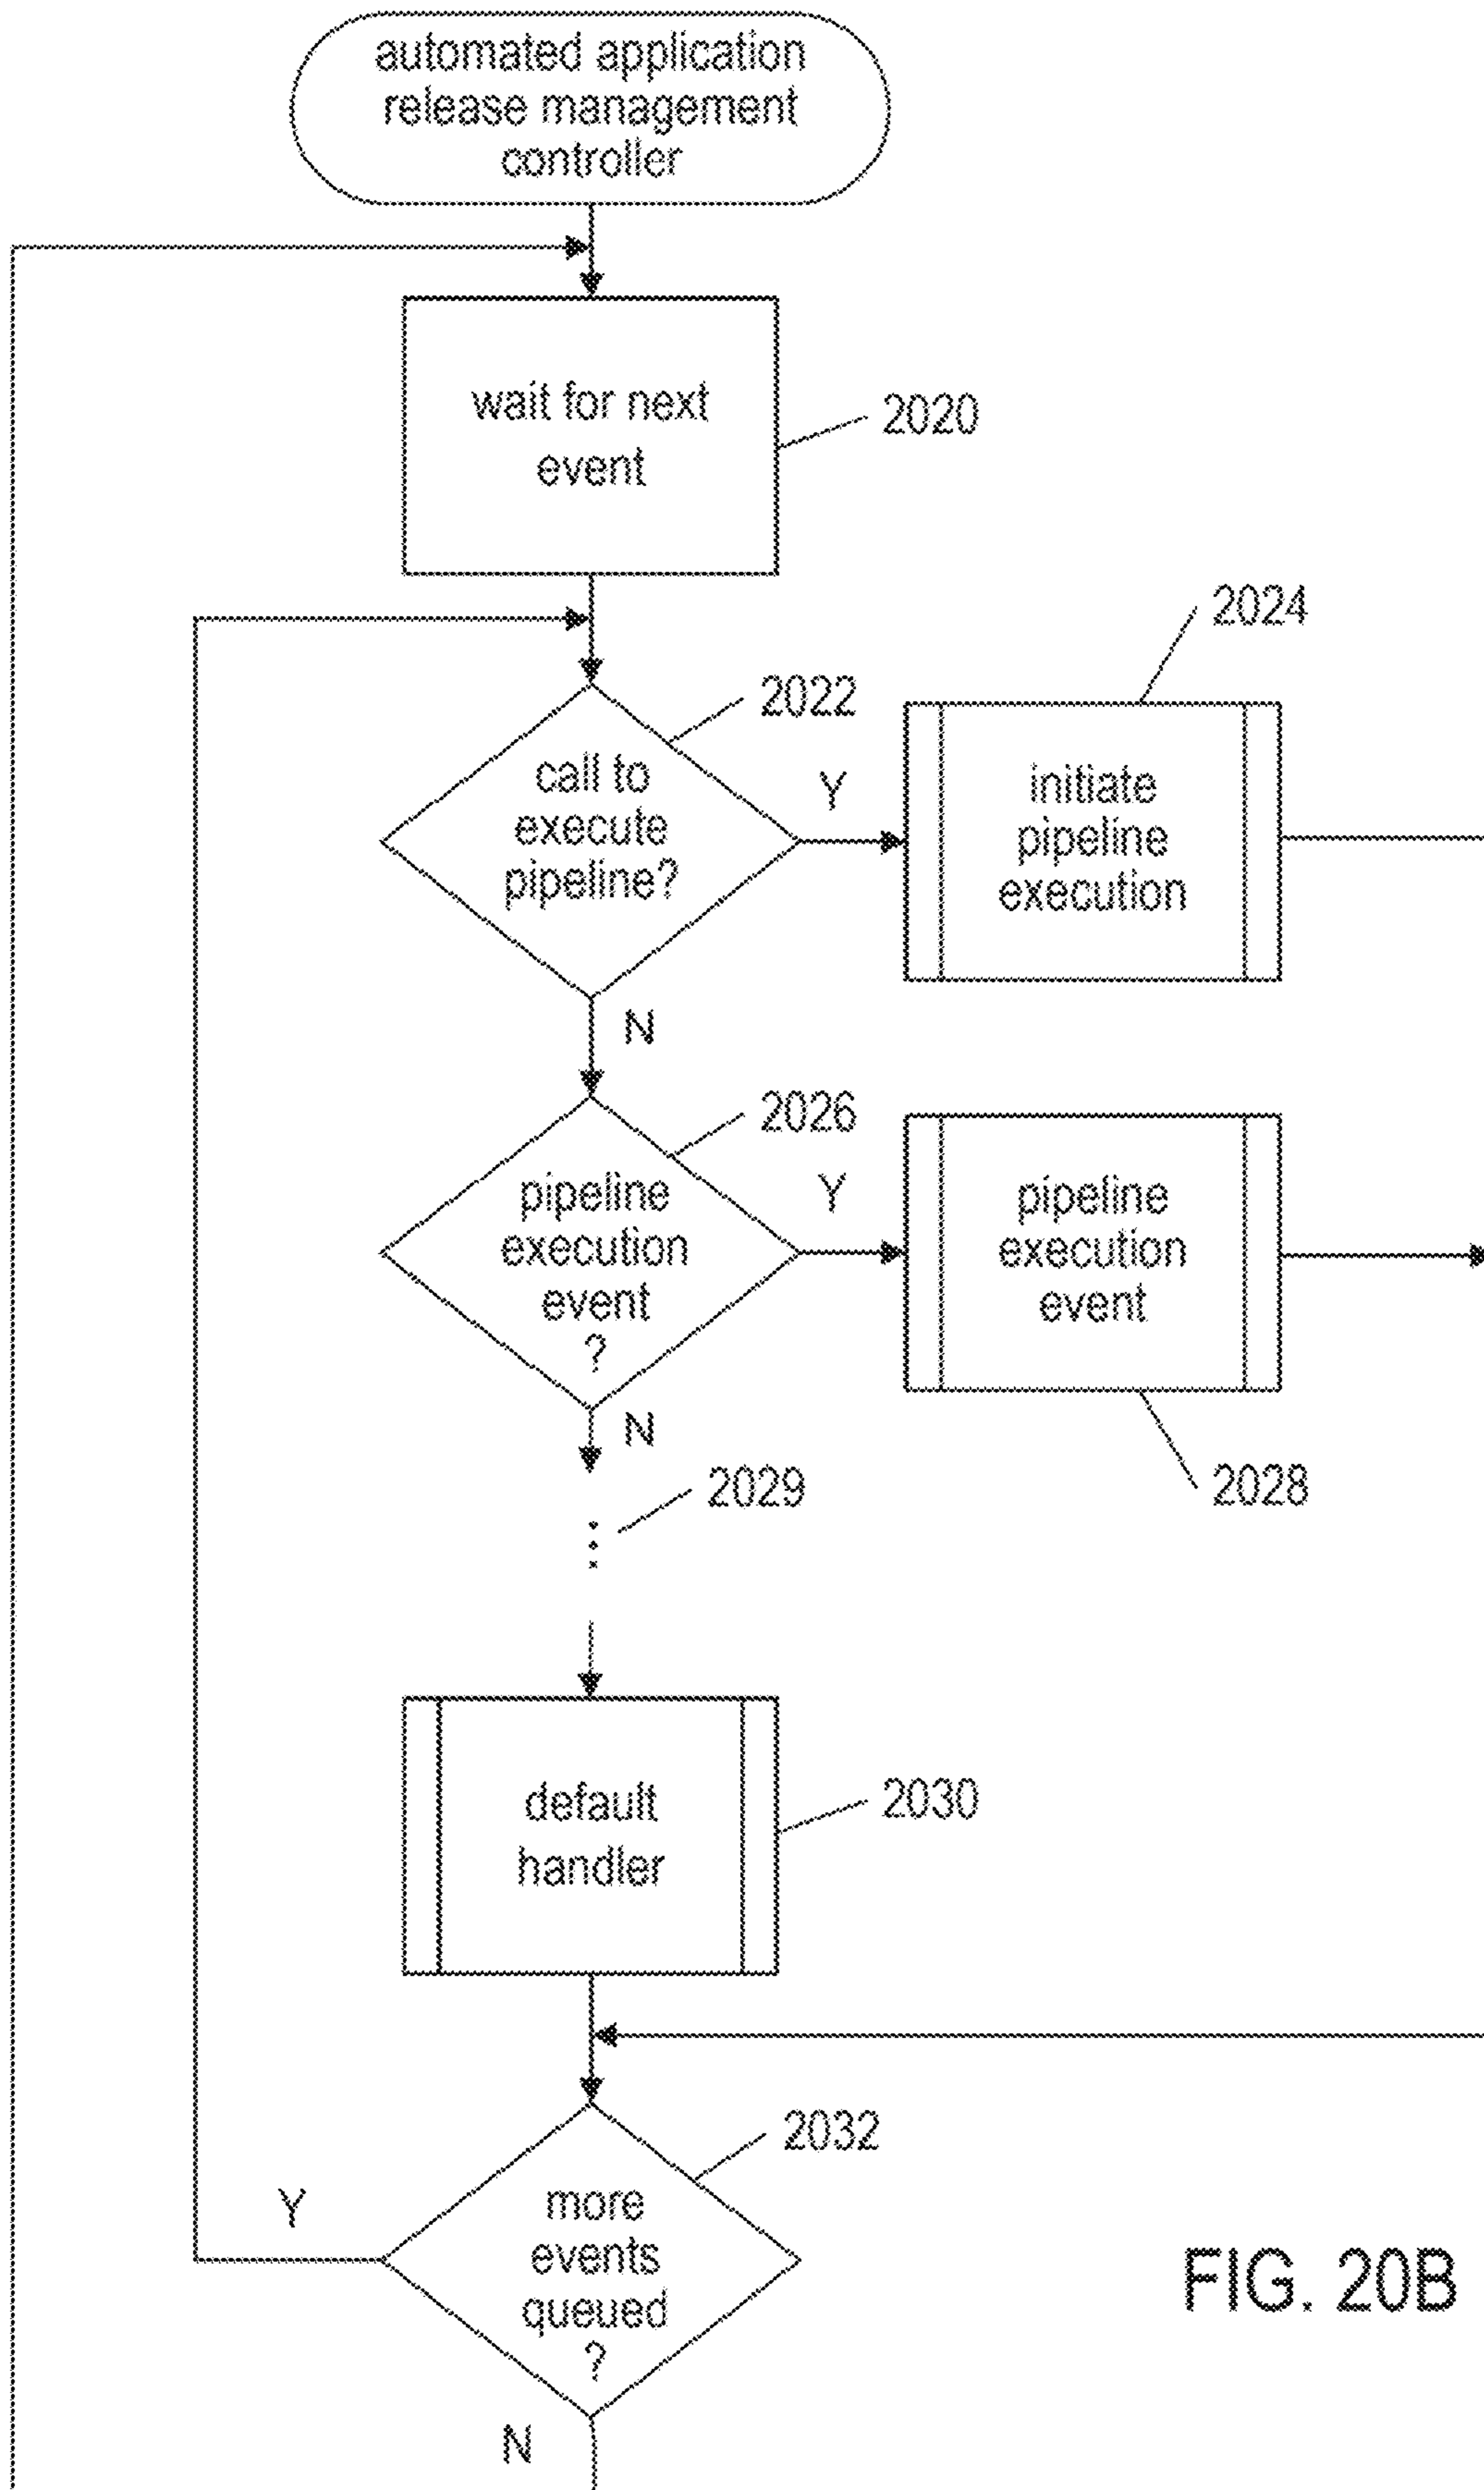 automated application
release management
controller
wait for next
event
2020
2024
2022
call to
execute
pipeline?
Y
initiate
pipeline
execution
N
2026
pipeline
execution
event
?
Y
pipeline
execution
event
N
2029
2028
default
handler
2030
2032
Y
more
events
queued
?
FIG. 20B
N